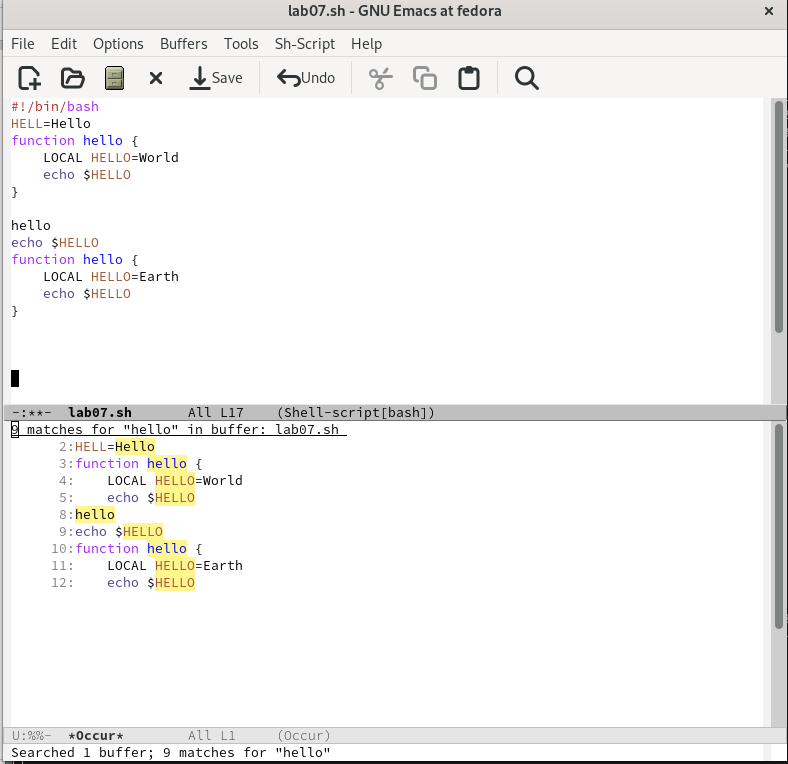 lab07.sh - GNU Emacs at fedora
File Edit Options Buffers Tools Sh-Script Help
Save Undo
#!/bin/bash
HELL=Hello
function hello {
    LOCAL HELLO=World
    echo $HELLO
}
hello
echo $HELLO
function hello {
    LOCAL HELLO=Earth
    echo $HELLO
}
-:**-  lab07.sh       All L17    (Shell-script[bash])
9 matches for "hello" in buffer: lab07.sh
      2:HELL=Hello
      3:function hello {
      4:    LOCAL HELLO=World
      5:    echo $HELLO
      8:hello
      9:echo $HELLO
     10:function hello {
     11:    LOCAL HELLO=Earth
     12:    echo $HELLO
U:%%-  *Occur*        All L1     (Occur)
Searched 1 buffer; 9 matches for "hello"